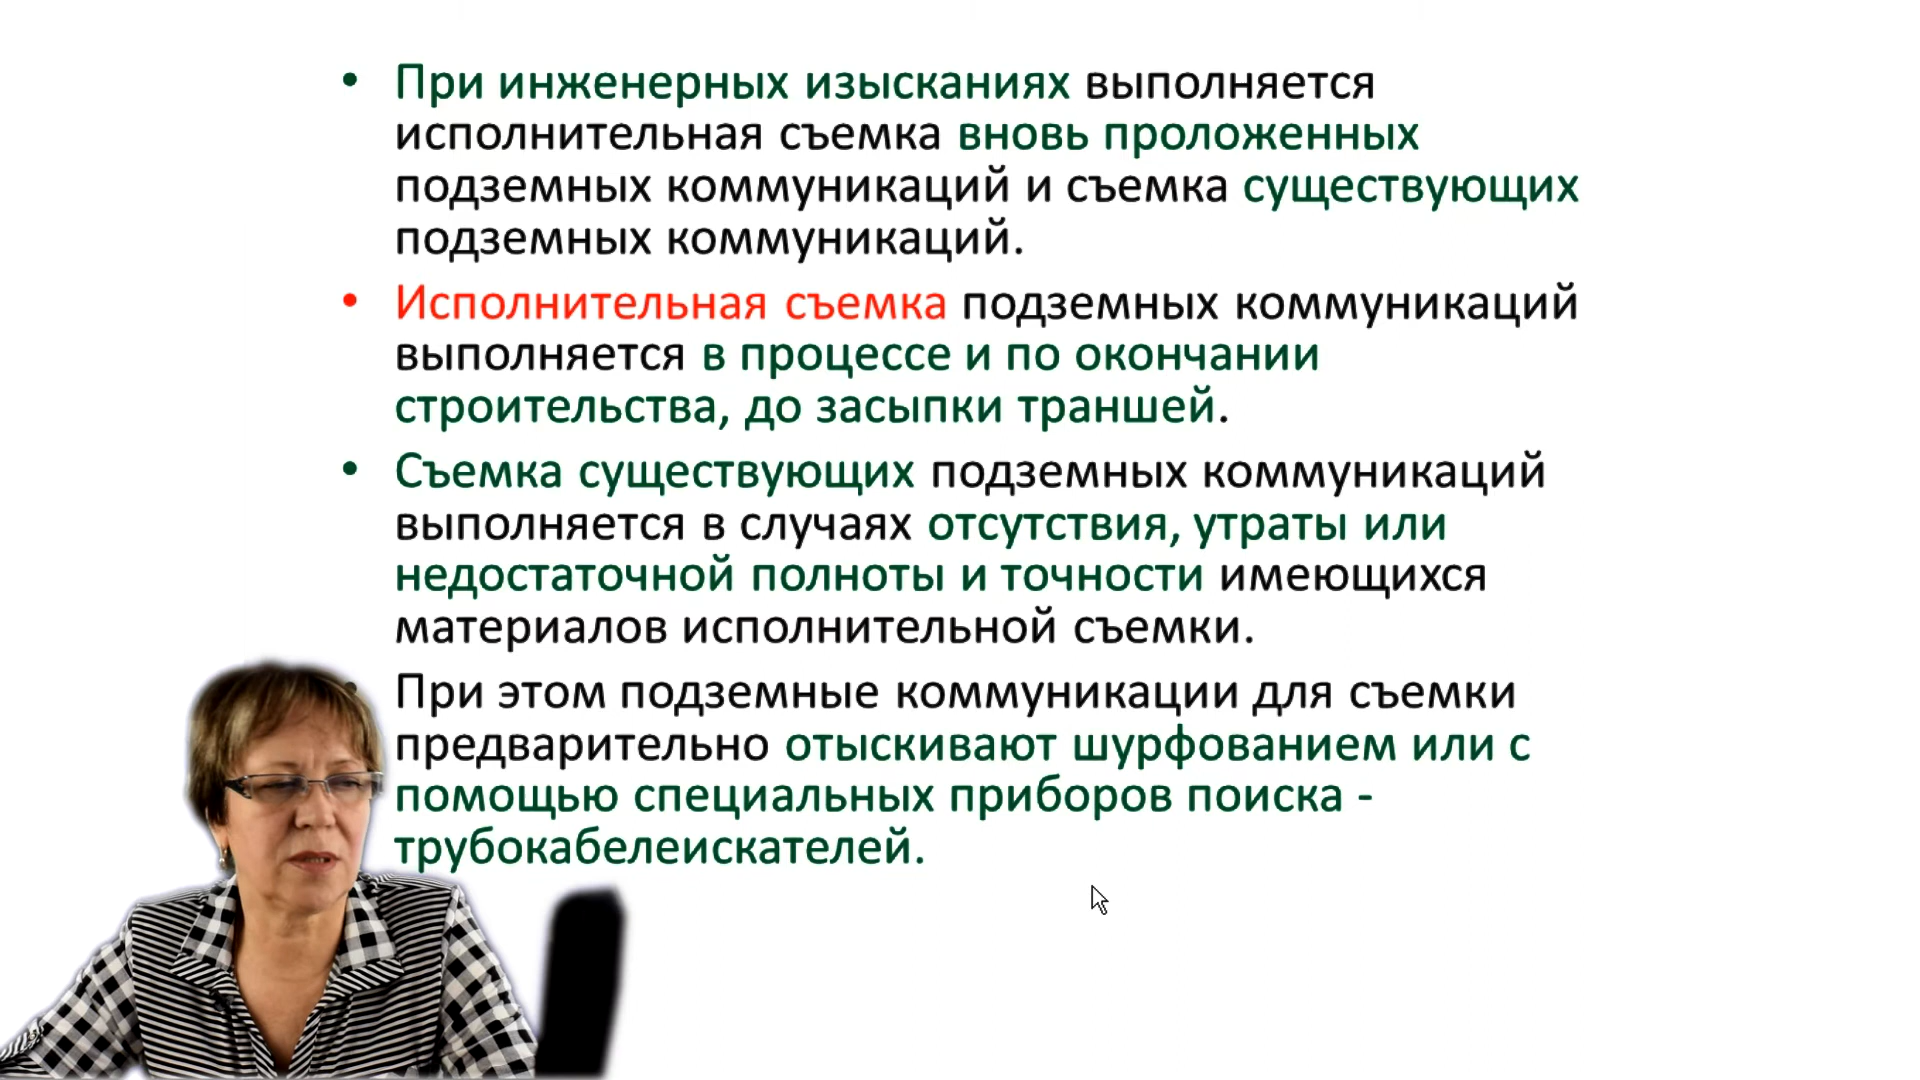 • При инженерных изысканиях выполняется
исполнительная съемка вновь проложенных
подземных коммуникаций и съемка существующих
подземных коммуникаций.
• Исполнительная съемка подземных коммуникаций
выполняется в процессе и по окончании
строительства, до засыпки траншей.
• Съемка существующих подземных коммуникаций
выполняется в случаях отсутствия, утраты или
недостаточной полноты и точности имеющихся
материалов исполнительной съемки.
При этом подземные коммуникации для съемки
предварительно отыскивают шурфованием или с
помощью специальных приборов поиска -
трубокабелеискателей.